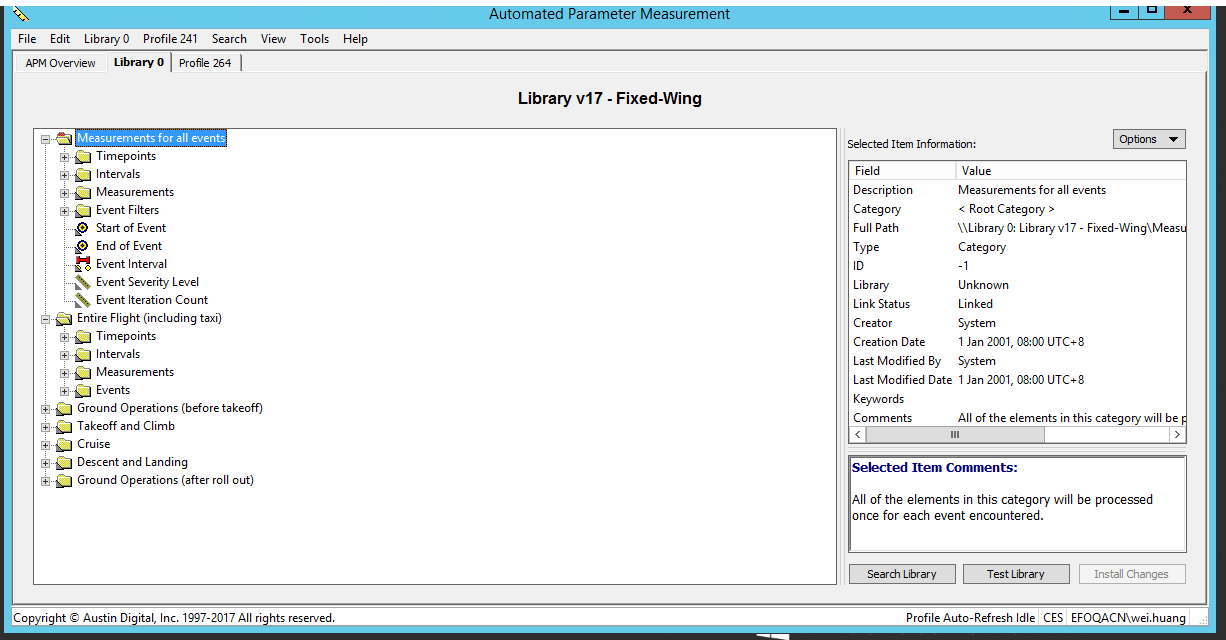 Automated Parameter Measurement
File Edit Library 0 Profile 241 Search View Tools Help
APM Overview Library 0 Profile 264
Library v17 - Fixed-Wing
Measurements for all events
Timepoints
Intervals
Measurements
Event Filters
Start of Event
End of Event
Event Interval
Event Severity Level
Event Iteration Count
Entire Flight (including taxi)
Timepoints
Intervals
Measurements
Events
Ground Operations (before takeoff)
Takeoff and Climb
Cruise
Descent and Landing
Ground Operations (after roll out)
Selected Item Information:
Options
Field Value
Description Measurements for all events
Category < Root Category >
Full Path \\Library 0: Library v17 - Fixed-Wing\Measu
Type Category
ID -1
Library Unknown
Link Status Linked
Creator System
Creation Date 1 Jan 2001, 08:00 UTC+8
Last Modified By System
Last Modified Date 1 Jan 2001, 08:00 UTC+8
Keywords
Comments All of the elements in this category will be p
Selected Item Comments:
All of the elements in this category will be processed
once for each event encountered.
Search Library Test Library Install Changes
Copyright © Austin Digital, Inc. 1997-2017 All rights reserved.
Profile Auto-Refresh Idle CES EFOQACN\wei.huang